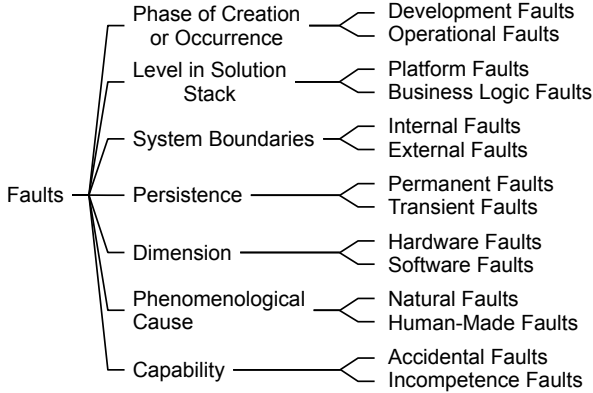 Faults
Phase of Creation
or Occurrence
Development Faults
Operational Faults
Level in Solution
Stack
Platform Faults
Business Logic Faults
System Boundaries
Internal Faults
External Faults
Persistence
Permanent Faults
Transient Faults
Dimension
Hardware Faults
Software Faults
Phenomenological
Cause
Natural Faults
Human-Made Faults
Capability
Accidental Faults
Incompetence Faults